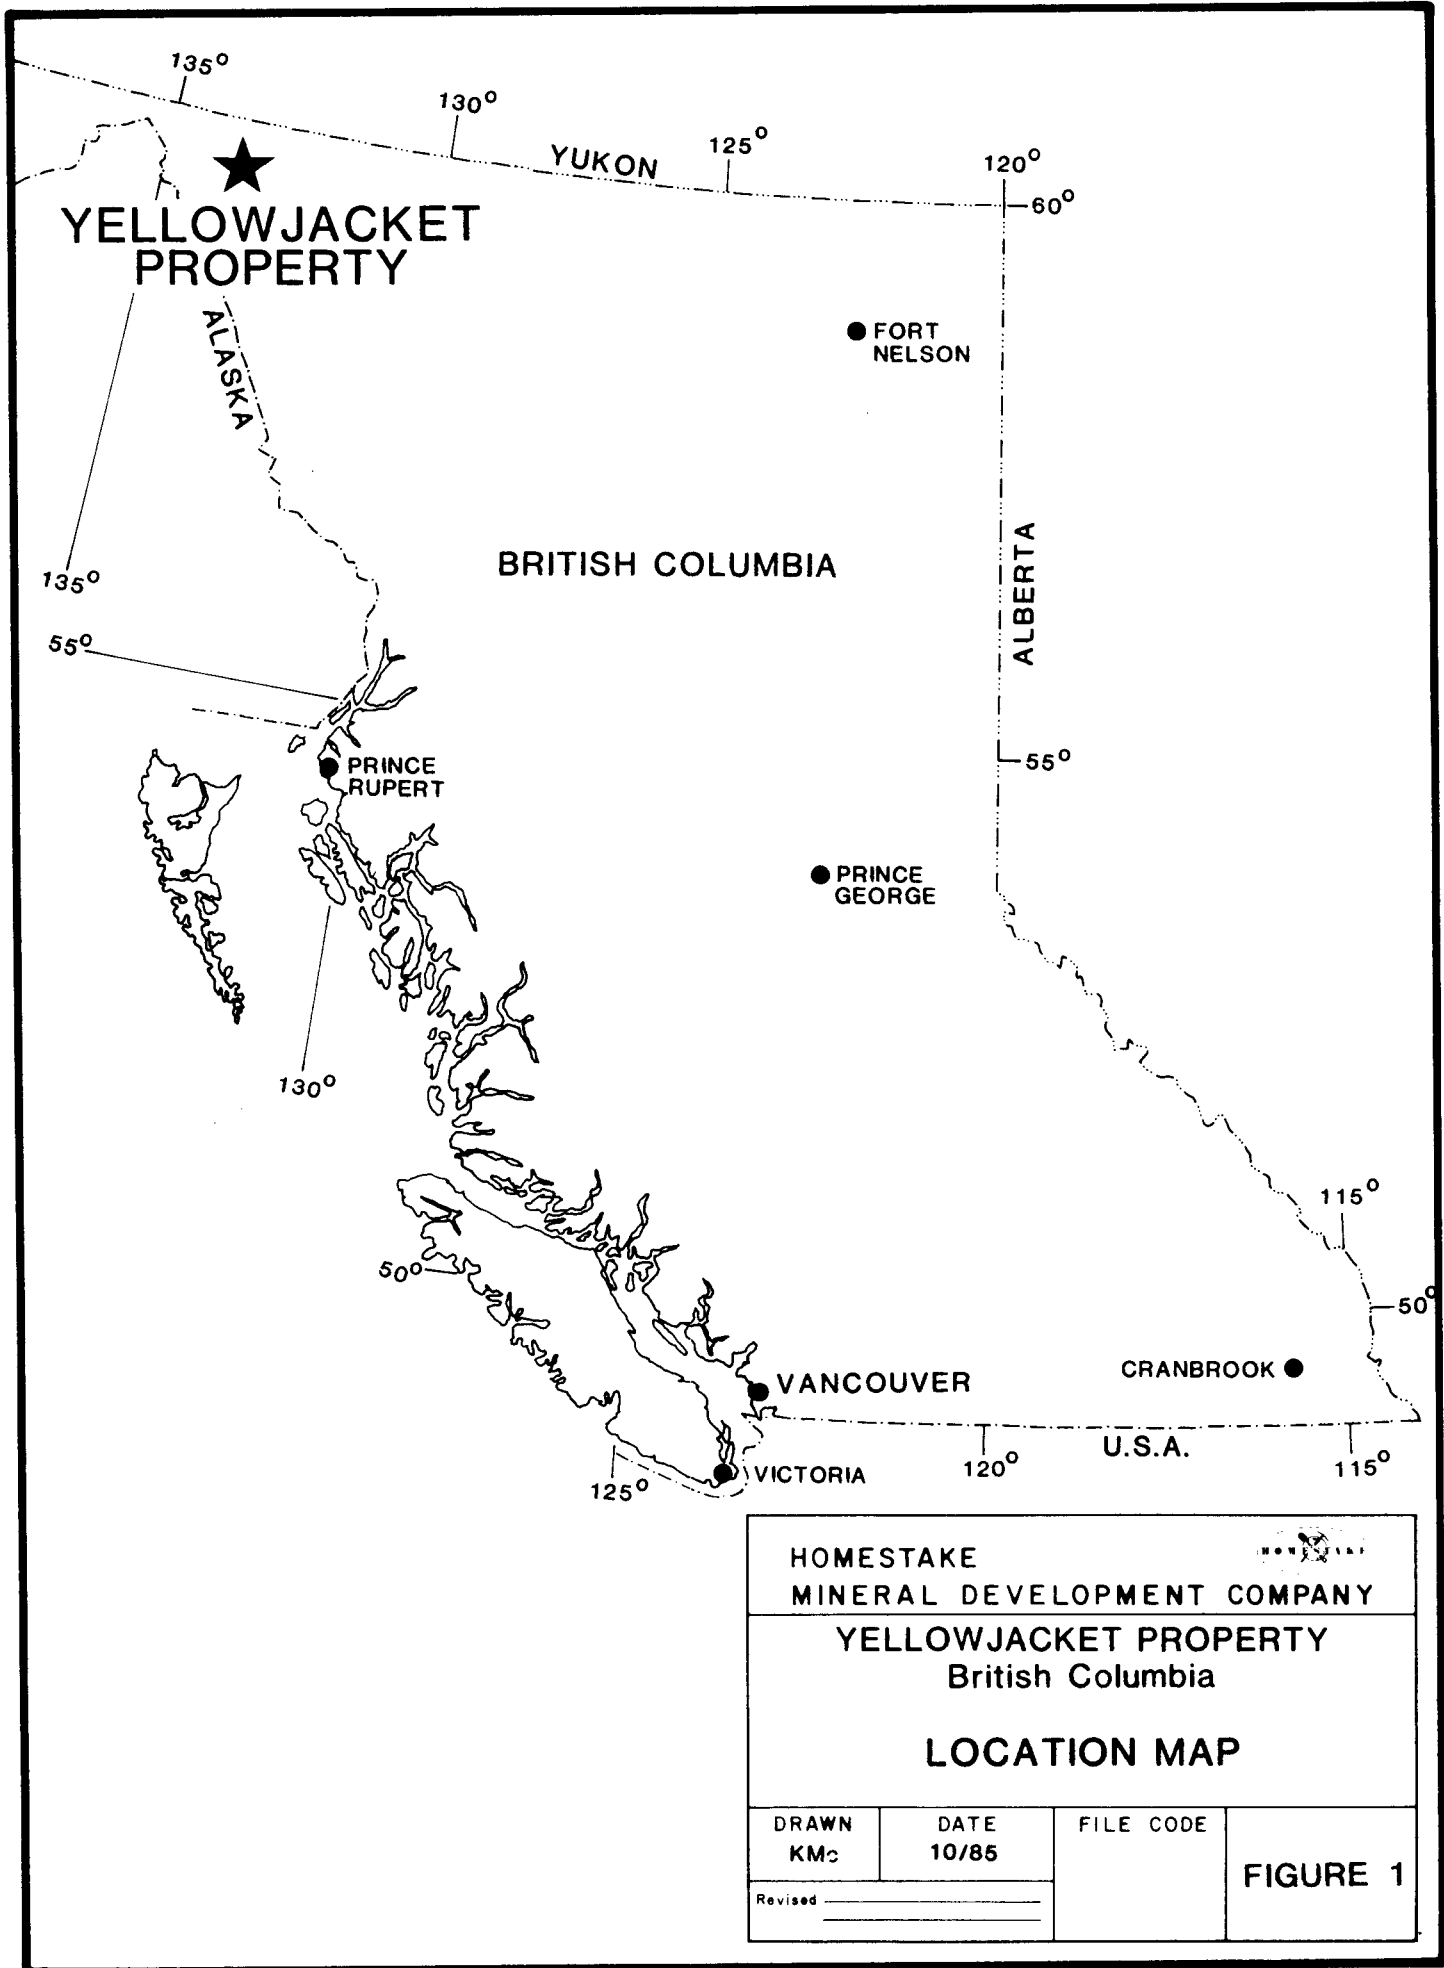 135°
130°
125°
120°
YUKON
60°
YELLOWJACKET
PROPERTY
ALASKA
FORT
NELSON
BRITISH COLUMBIA
ALBERTA
135°
55°
55°
PRINCE
RUPERT
PRINCE
GEORGE
130°
115°
50°
50°
CRANBROOK
VANCOUVER
U.S.A.
VICTORIA
120°
115°
125°
HOMESTAKE
HOMESTAKE
MINERAL DEVELOPMENT COMPANY
YELLOWJACKET PROPERTY
British Columbia
LOCATION MAP
DRAWN
KMc
DATE
10/85
FILE CODE
FIGURE 1
Revised